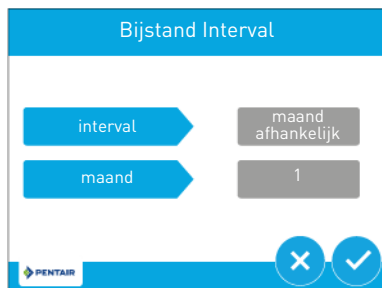 Bijstand Interval
interval
maand
afhankelijk
maand
1
PENTAIR